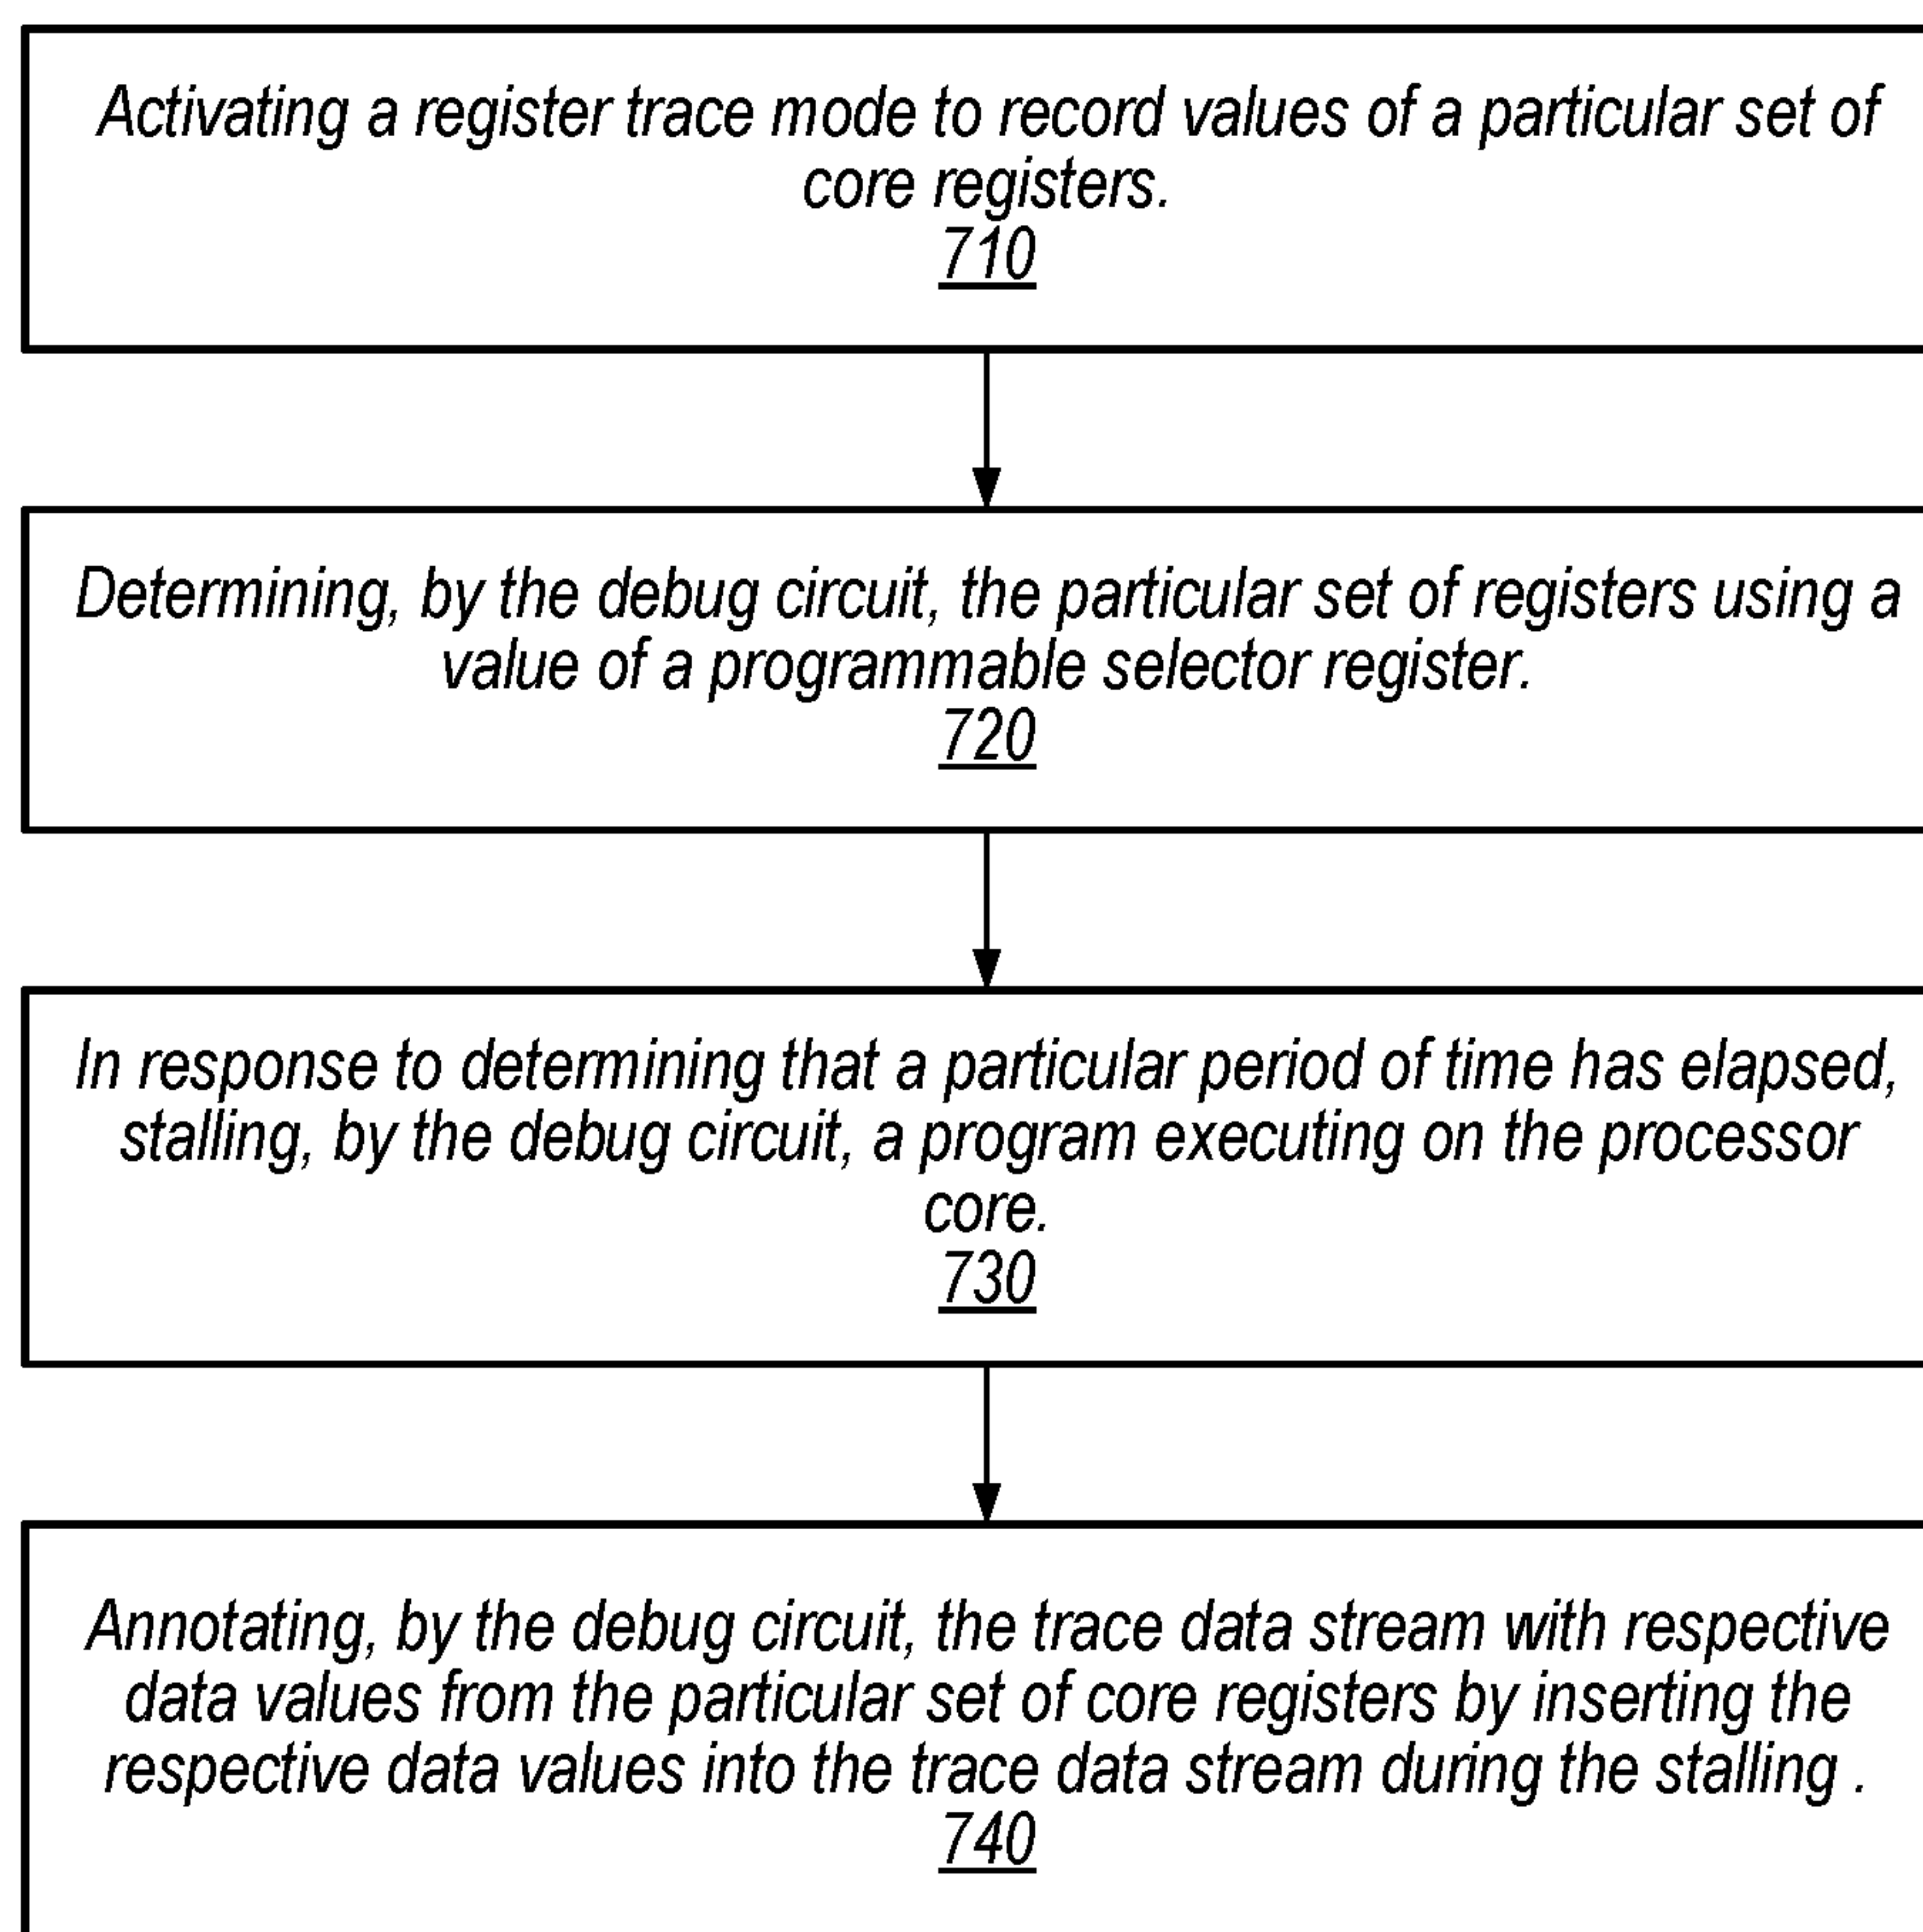 Activating a register trace mode to record values of a particular set of
core registers.
710
Determining, by the debug circuit, the particular set of registers using a
value of a programmable selector register.
720
In response to determining that a particular period of time has elapsed,
stalling, by the debug circuit, a program executing on the processor
core.
730
Annotating, by the debug circuit, the trace data stream with respective
data values from the particular set of core registers by inserting the
respective data values into the trace data stream during the stalling .
740